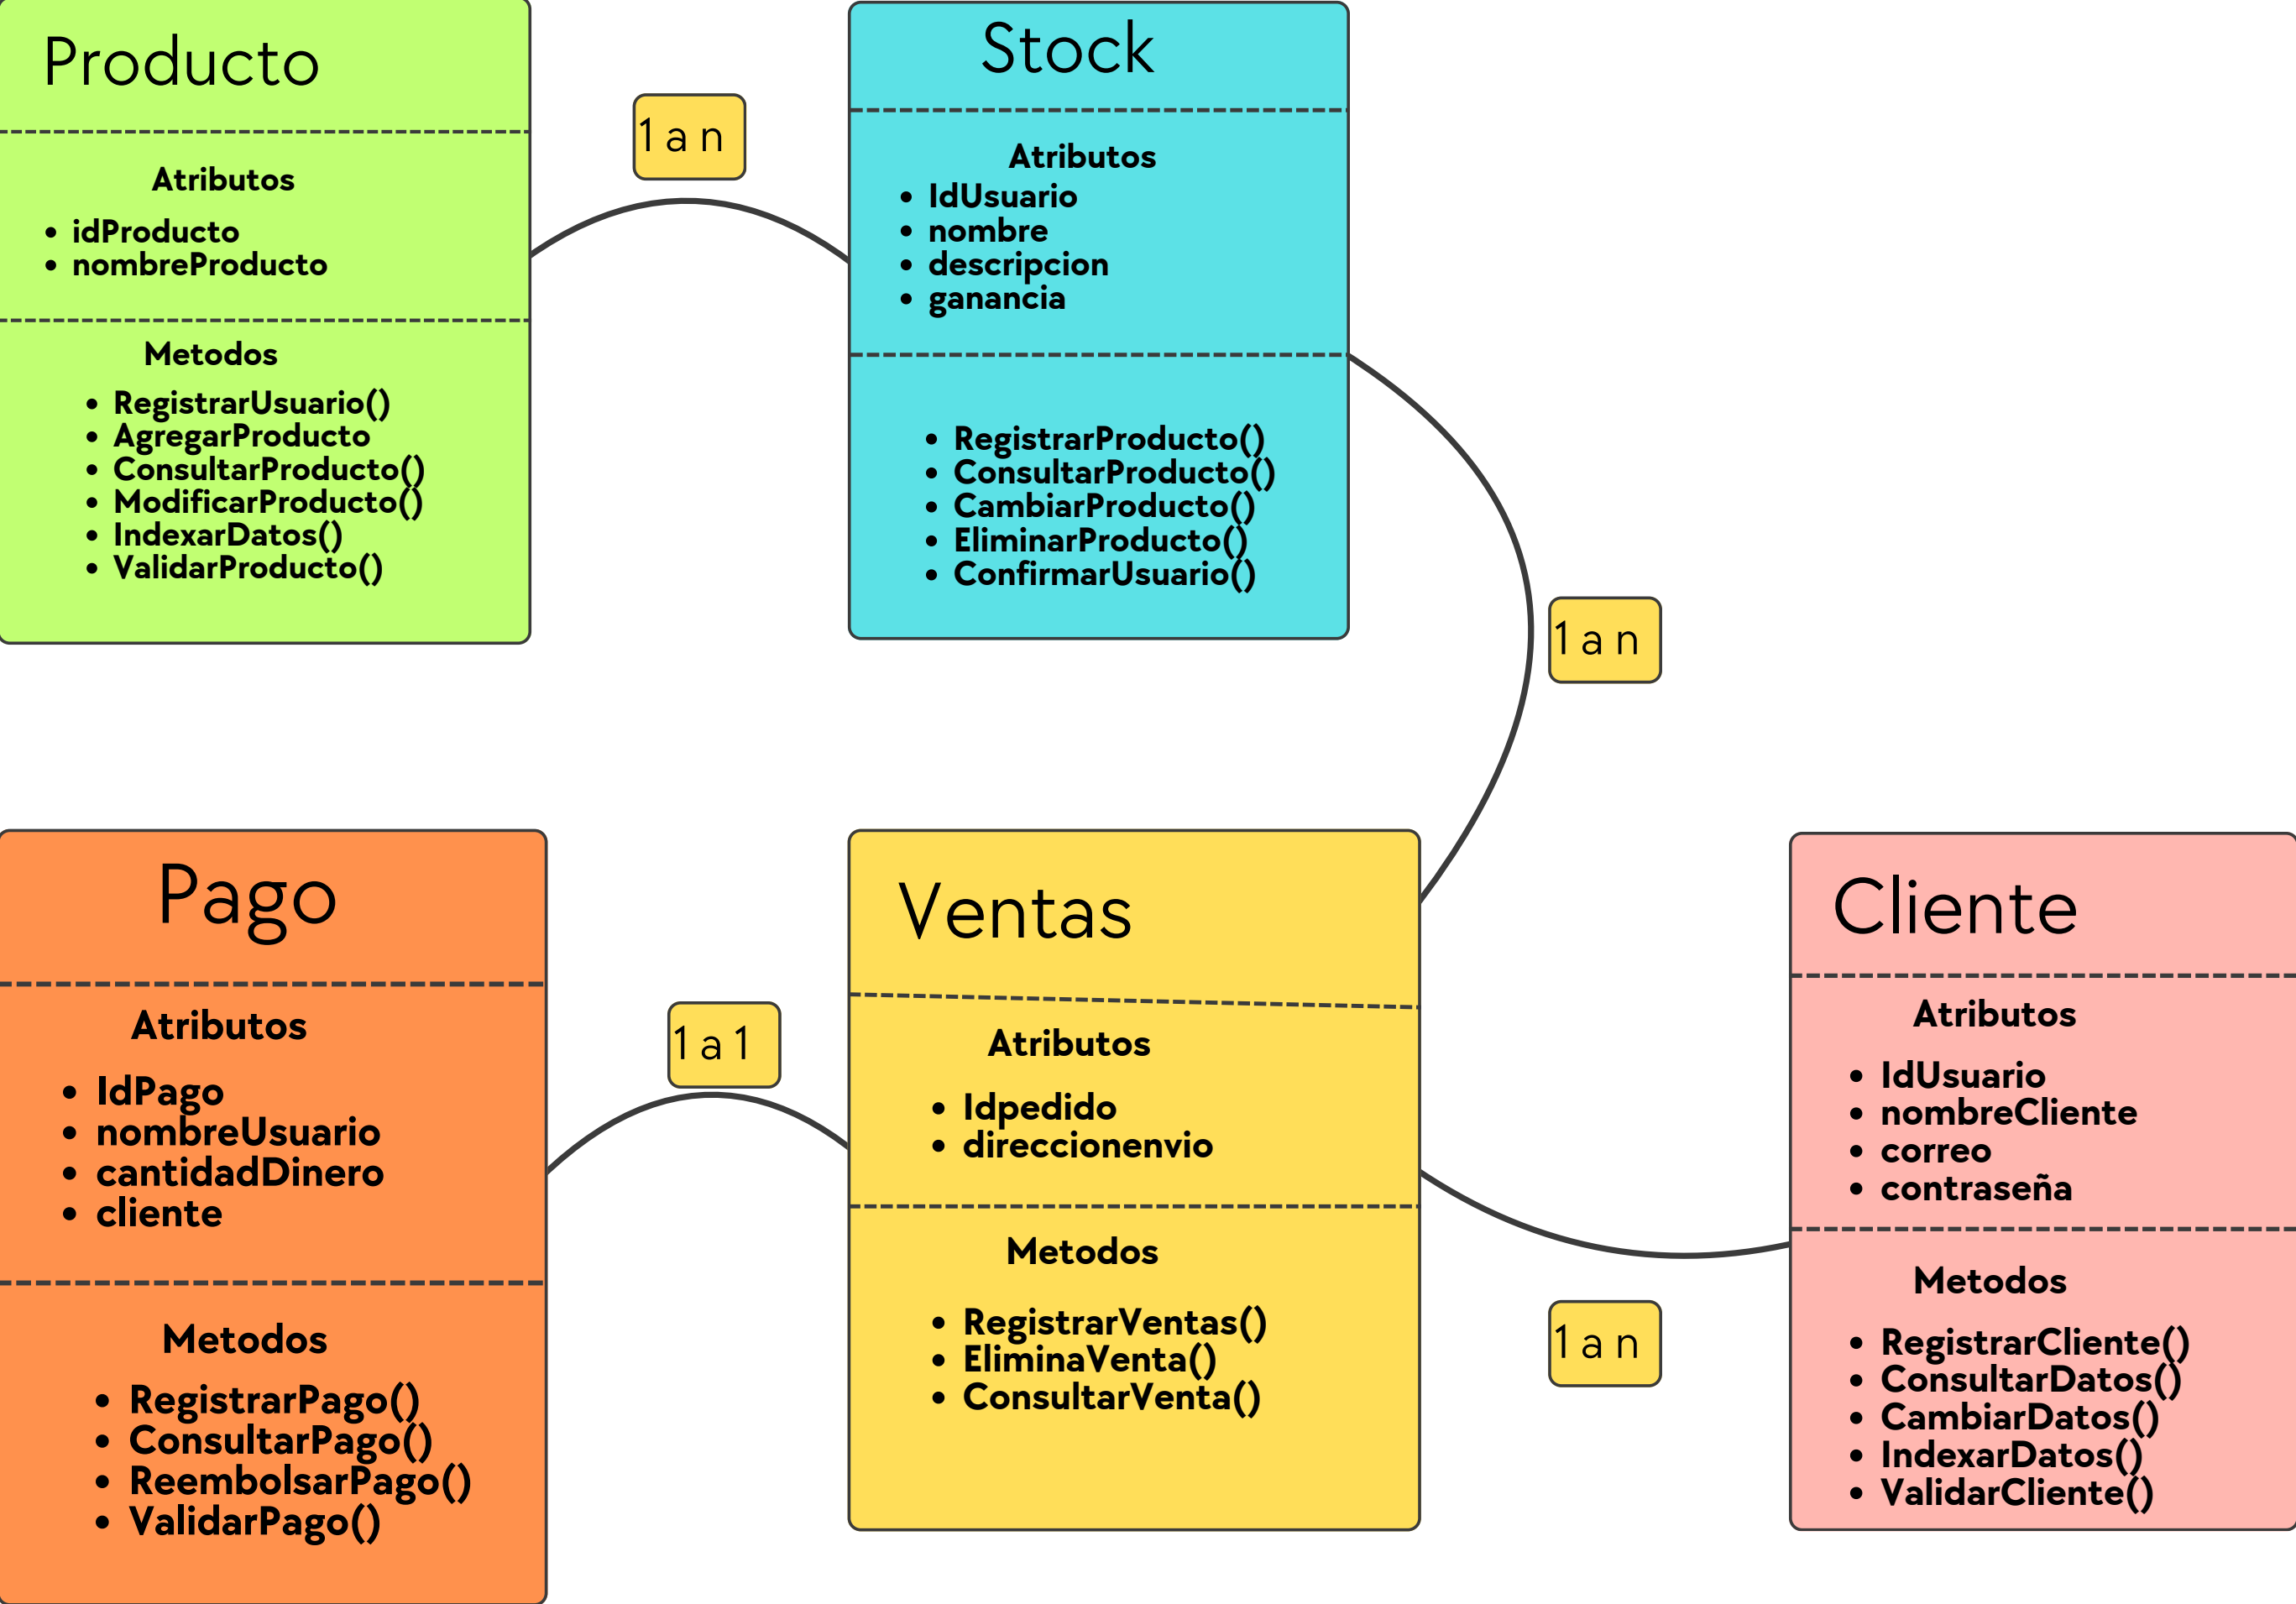 Producto
Atributos
idProducto
nombreProducto
Metodos
RegistrarUsuario()
AgregarProducto
ConsultarProducto()
ModificarProducto()
IndexarDatos()
ValidarProducto()
1 a n
Stock
Atributos
IdUsuario
nombre
descripcion
ganancia
RegistrarProducto()
ConsultarProducto()
CambiarProducto()
EliminarProducto()
ConfirmarUsuario()
1 a n
Pago
Atributos
IdPago
nombreUsuario
cantidadDinero
cliente
Metodos
RegistrarPago()
ConsultarPago()
ReembolsarPago()
ValidarPago()
1 a 1
Ventas
Atributos
Idpedido
direccionenvio
Metodos
RegistrarVentas()
EliminaVenta()
ConsultarVenta()
1 a n
Cliente
Atributos
IdUsuario
nombreCliente
correo
contraseña
Metodos
RegistrarCliente()
ConsultarDatos()
CambiarDatos()
IndexarDatos()
ValidarCliente()